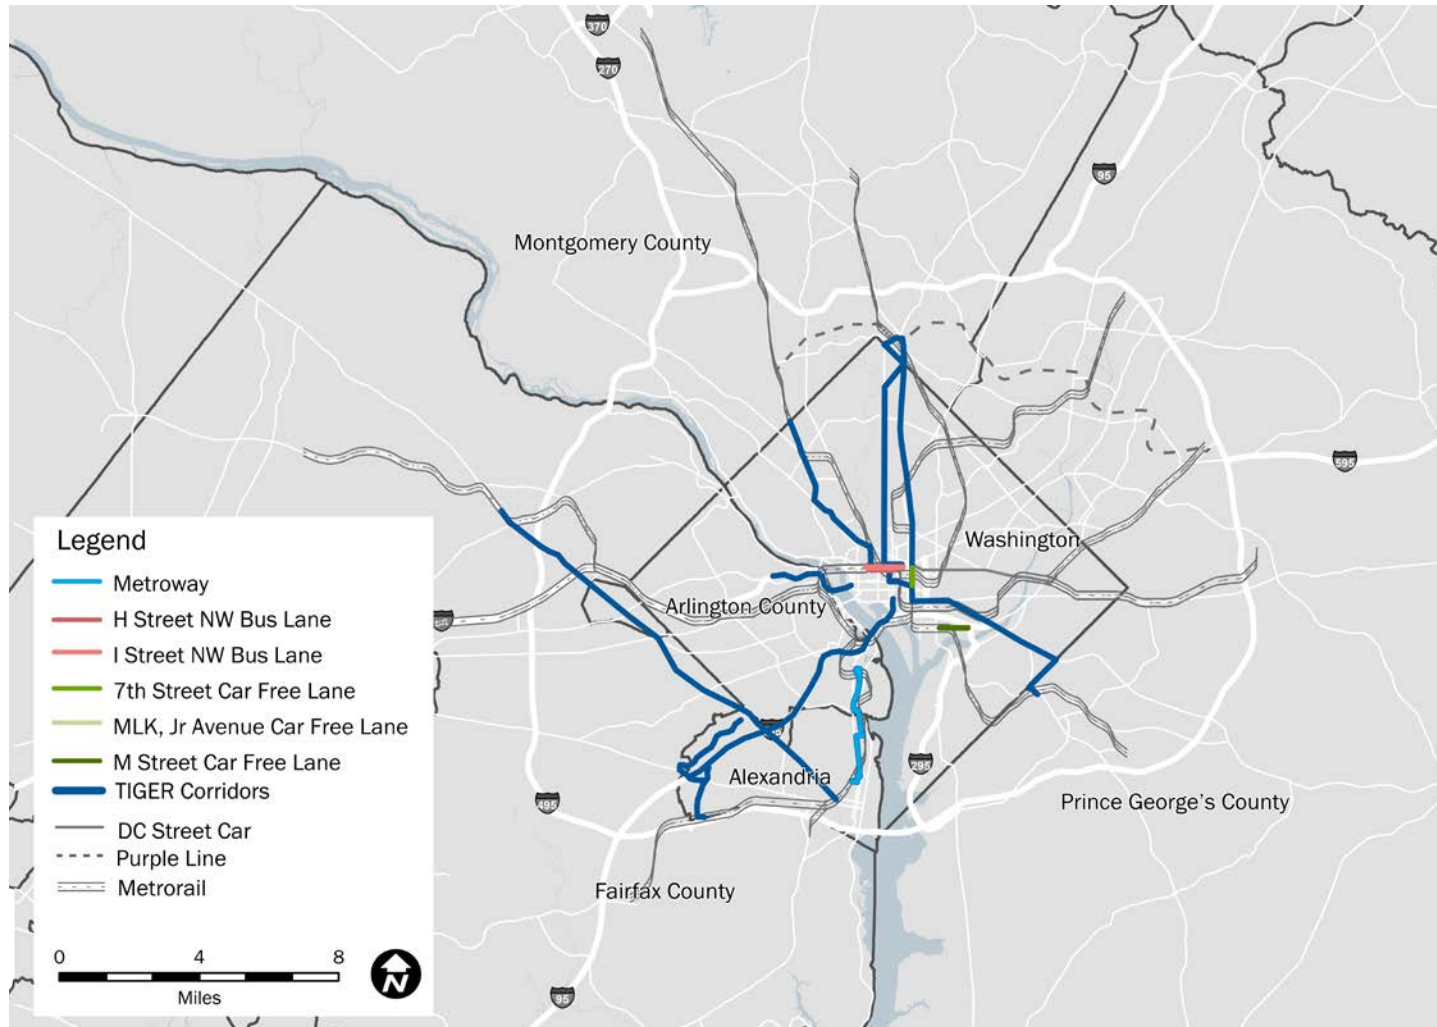 370
270
95
Montgomery County
595
Washington
Arlington County
Alexandria
295
Prince George's County
495
Fairfax County
95
Legend
Metroway
H Street NW Bus Lane
I Street NW Bus Lane
7th Street Car Free Lane
MLK, Jr Avenue Car Free Lane
M Street Car Free Lane
TIGER Corridors
DC Street Car
Purple Line
Metrorail
0 4 8
Miles
N